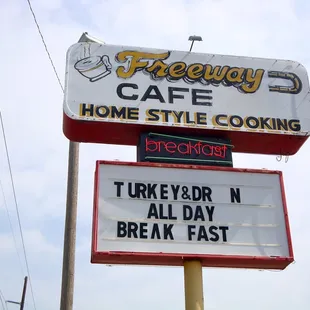 Freeway
CAFE
HOME STYLE COOKING
breakfast
TURKEY&DR N
ALL DAY
BREAK FAST